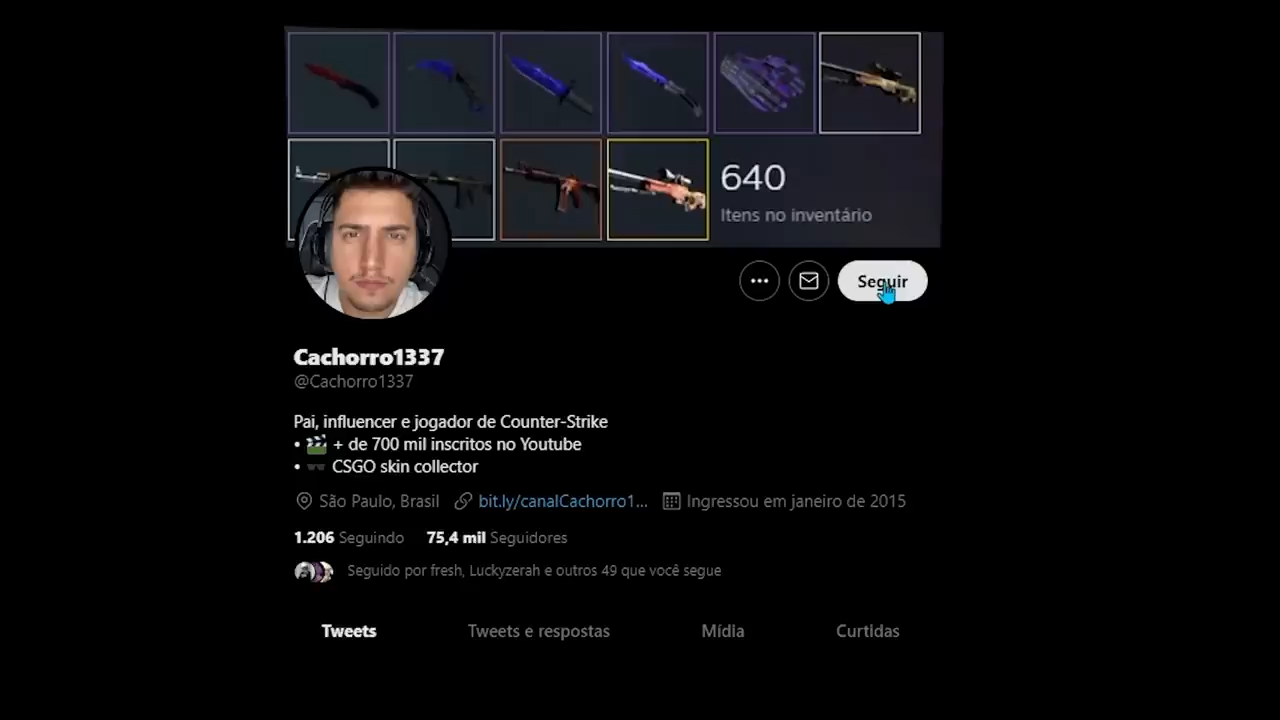 640
Itens no inventário
Seguir
Cachorro1337
@Cachorro1337
Pai, influencer e jogador de Counter-Strike
• 🎬 + de 700 mil inscritos no Youtube
• 🕶️ CSGO skin collector
São Paulo, Brasil bit.ly/canalCachorro1... Ingressou em janeiro de 2015
1.206 Seguindo 75,4 mil Seguidores
Seguido por fresh, Luckyzerah e outros 49 que você segue
Tweets Tweets e respostas Mídia Curtidas